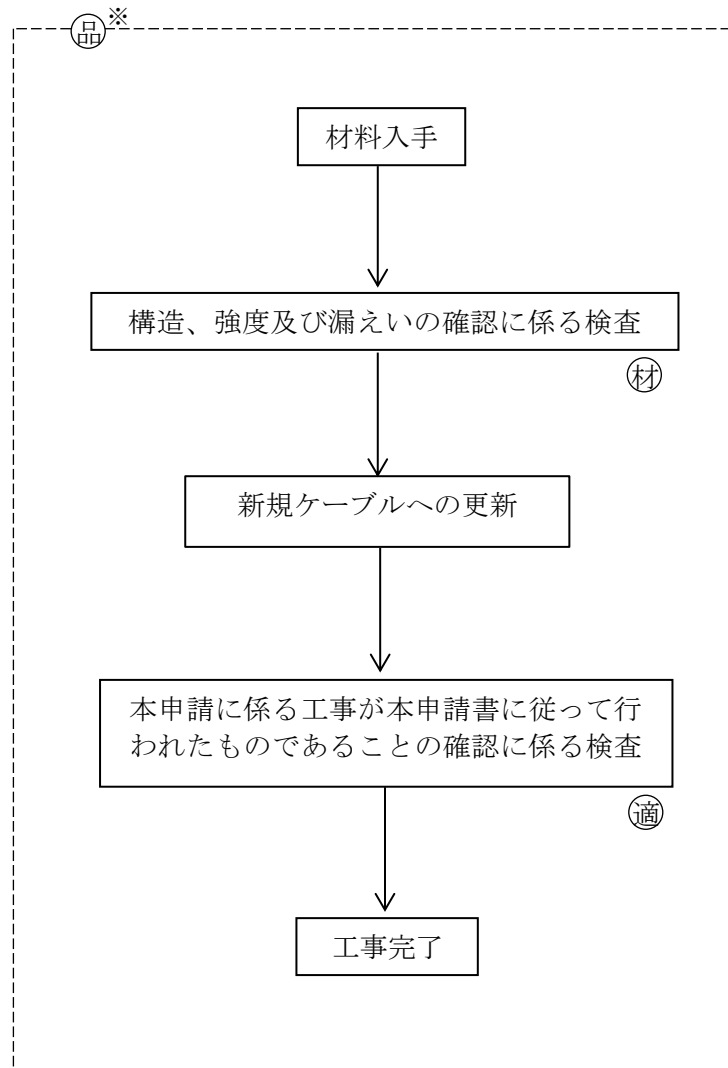 品※
材料入手
構造、強度及び漏えいの確認に係る検査
材
新規ケーブルへの更新
本申請に係る工事が本申請書に従って行
われたものであることの確認に係る検査
適
工事完了